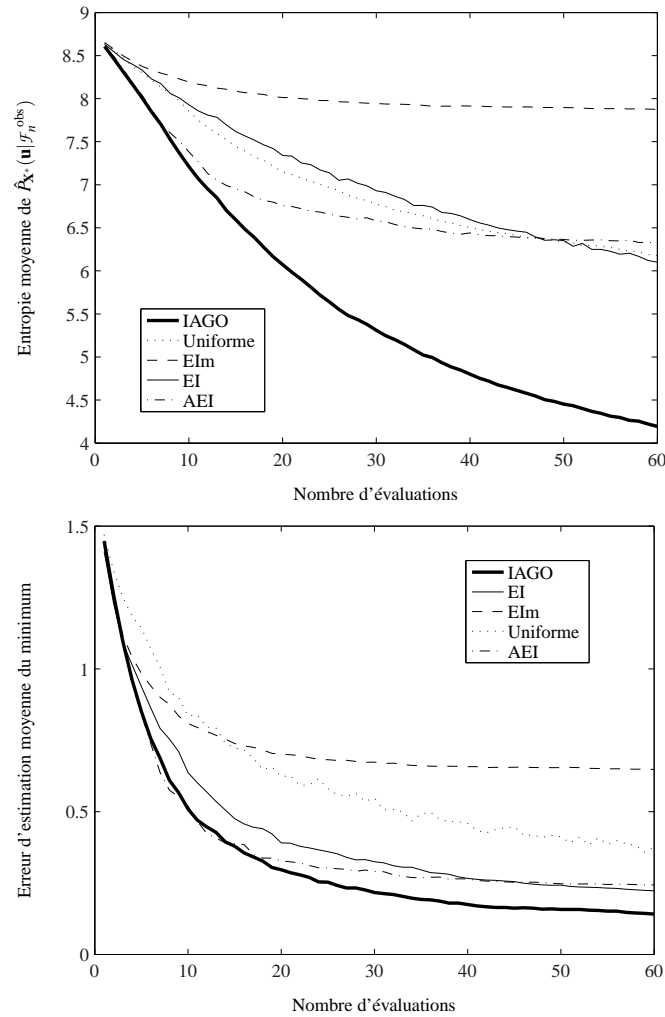 9
8.5
8
7.5
7
6.5
6
5.5
5
4.5
4
Entropie moyenne de P̂_X*(u|F_n^obs)
IAGO
Uniforme
EIm
EI
AEI
0 10 20 30 40 50 60
Nombre d'évaluations
1.5
1
0.5
0
Erreur d'estimation moyenne du minimum
IAGO
EI
EIm
Uniforme
AEI
0 10 20 30 40 50 60
Nombre d'évaluations